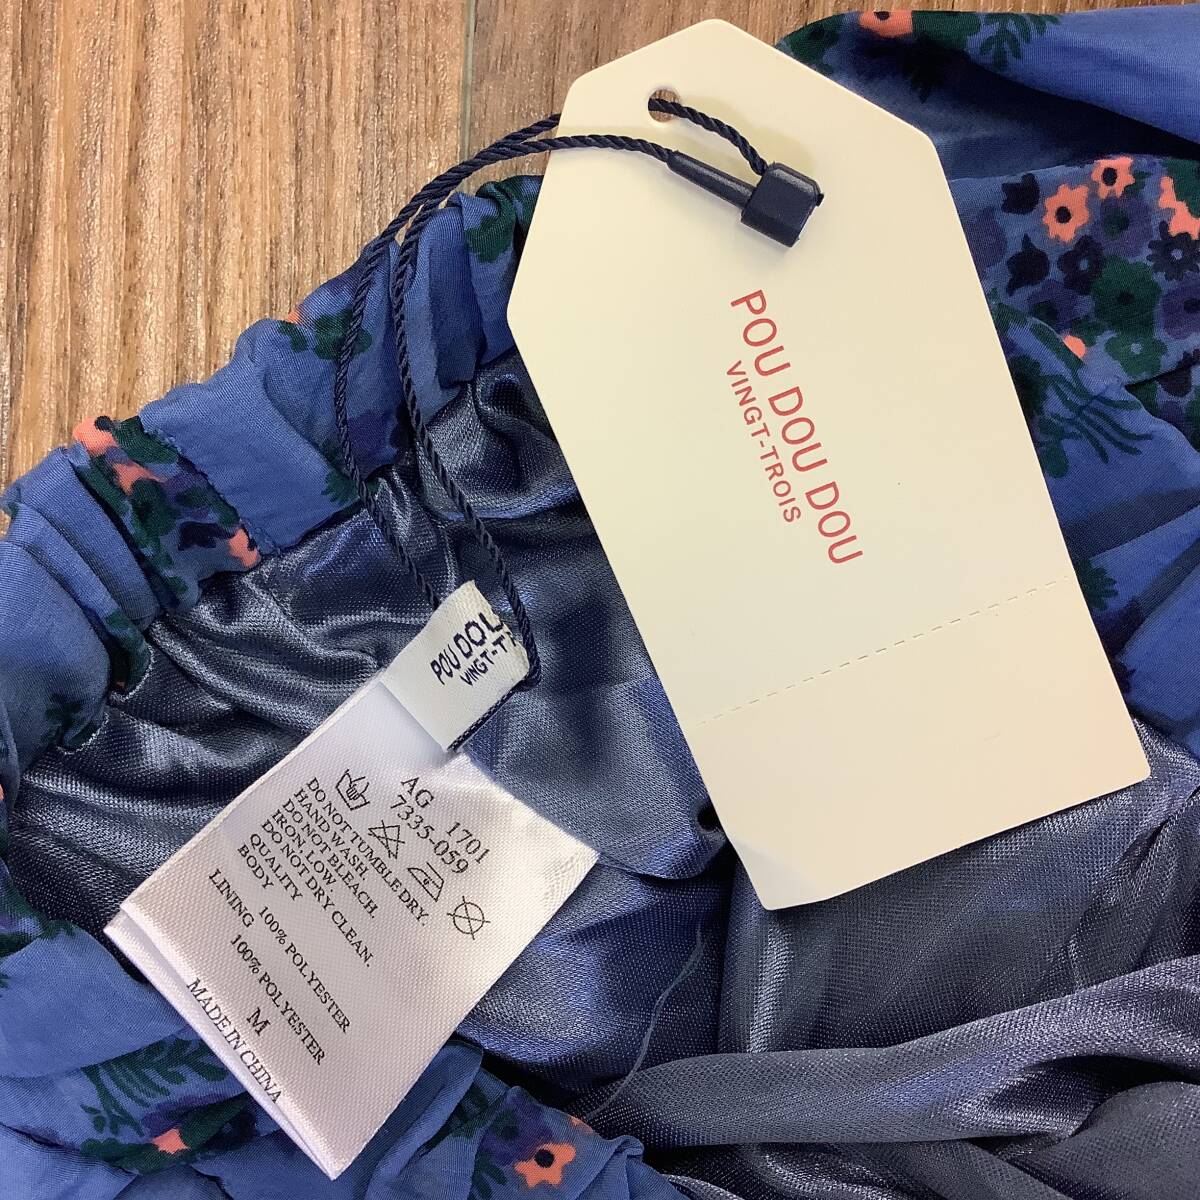 POU DOU DOU
VINGT-TROIS
POU DOU
VINGT-T
AG 1701
7335-059
DO NOT TUMBLE DRY.
HAND WASH.
IRON LOW.
DO NOT BLEACH.
DO NOT DRY CLEAN.
QUALITY
BODY
100% POLYESTER
LINING
100% POLYESTER
M
MADE IN CHINA